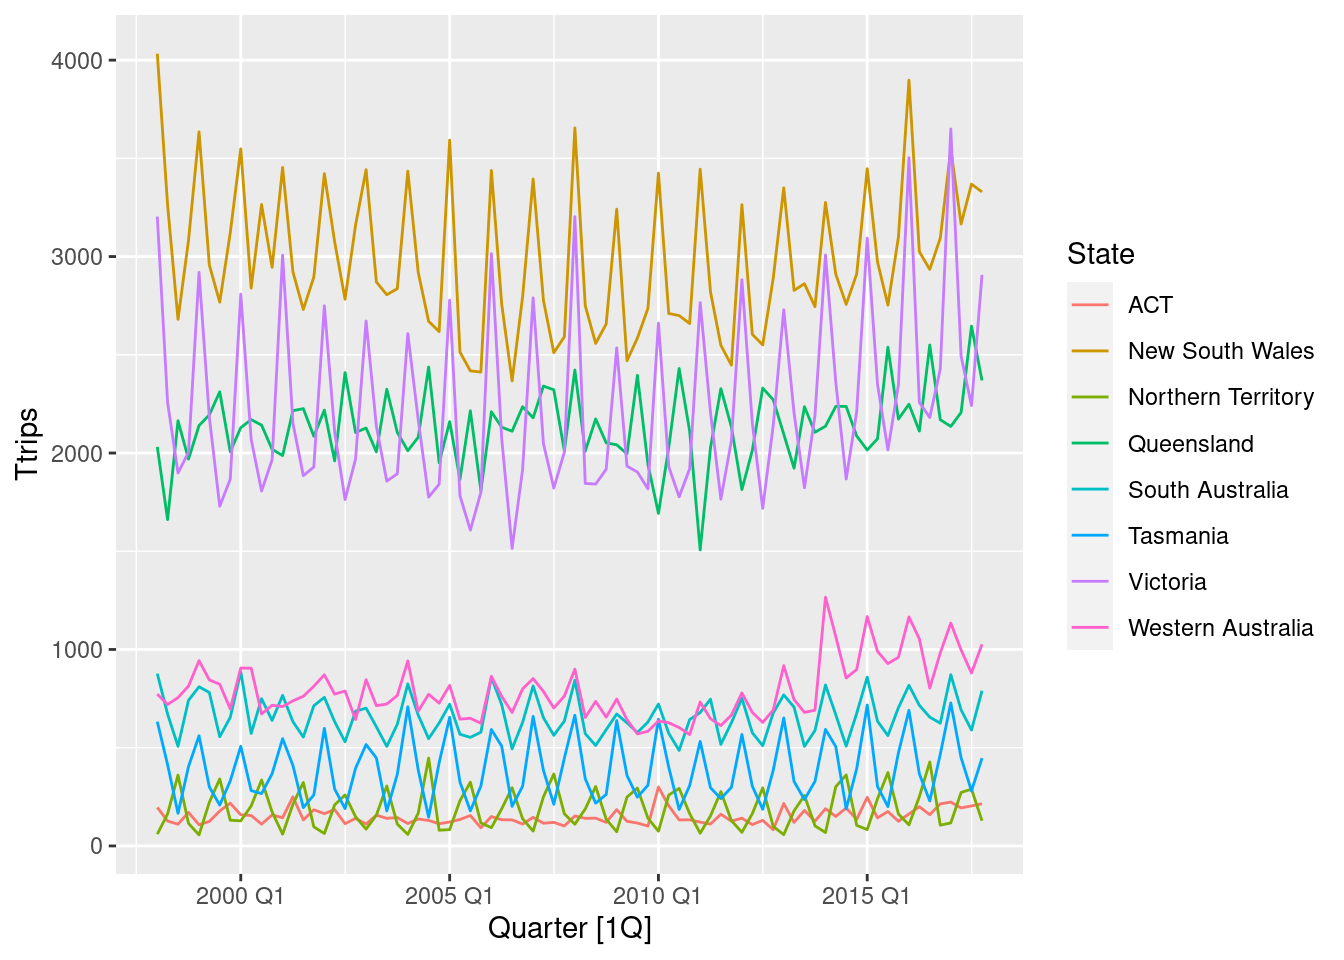 4000
3000
2000
1000
0
Ttrips
2000 Q1
2005 Q1
2010 Q1
2015 Q1
Quarter [1Q]
State
ACT
New South Wales
Northern Territory
Queensland
South Australia
Tasmania
Victoria
Western Australia